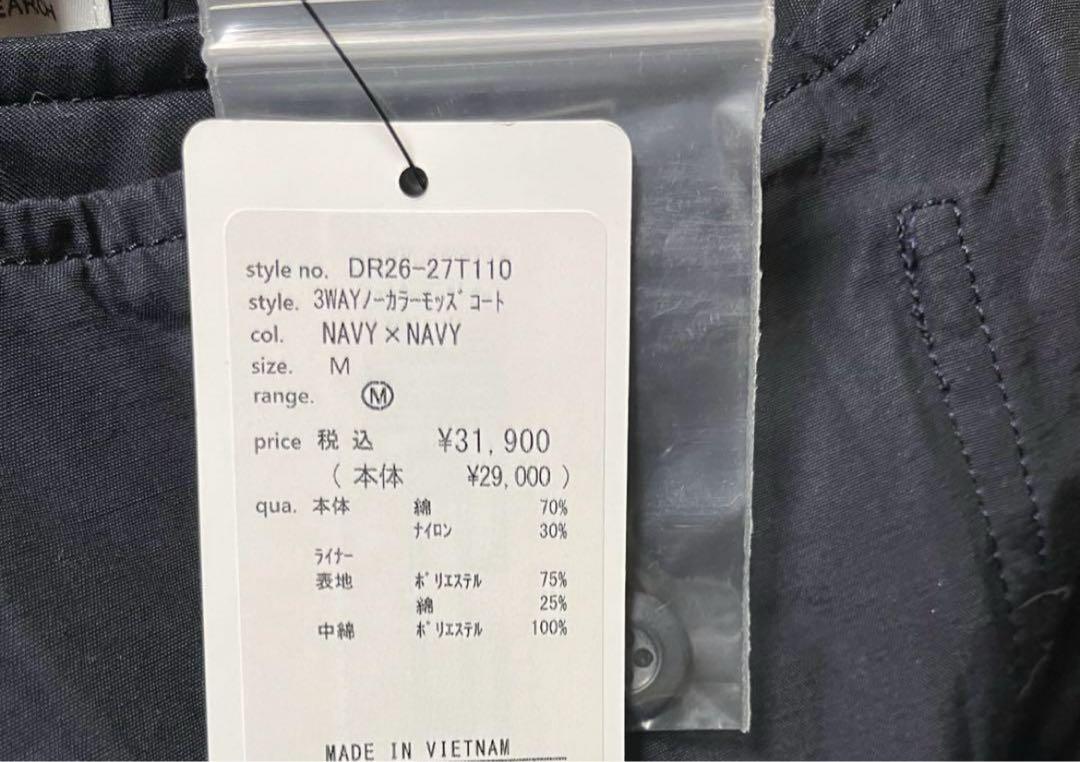 style no. DR26-27T110
style. 3WAYノーカラーモッズコート
col. NAVY×NAVY
size. M
range. Ⓜ
price 税 込 ¥31,900
( 本体 ¥29,000 )
qua. 本体 綿 70%
ナイロン 30%
ライナー
表地 ポリエステル 75%
綿 25%
中綿 ポリエステル 100%
MADE IN VIETNAM